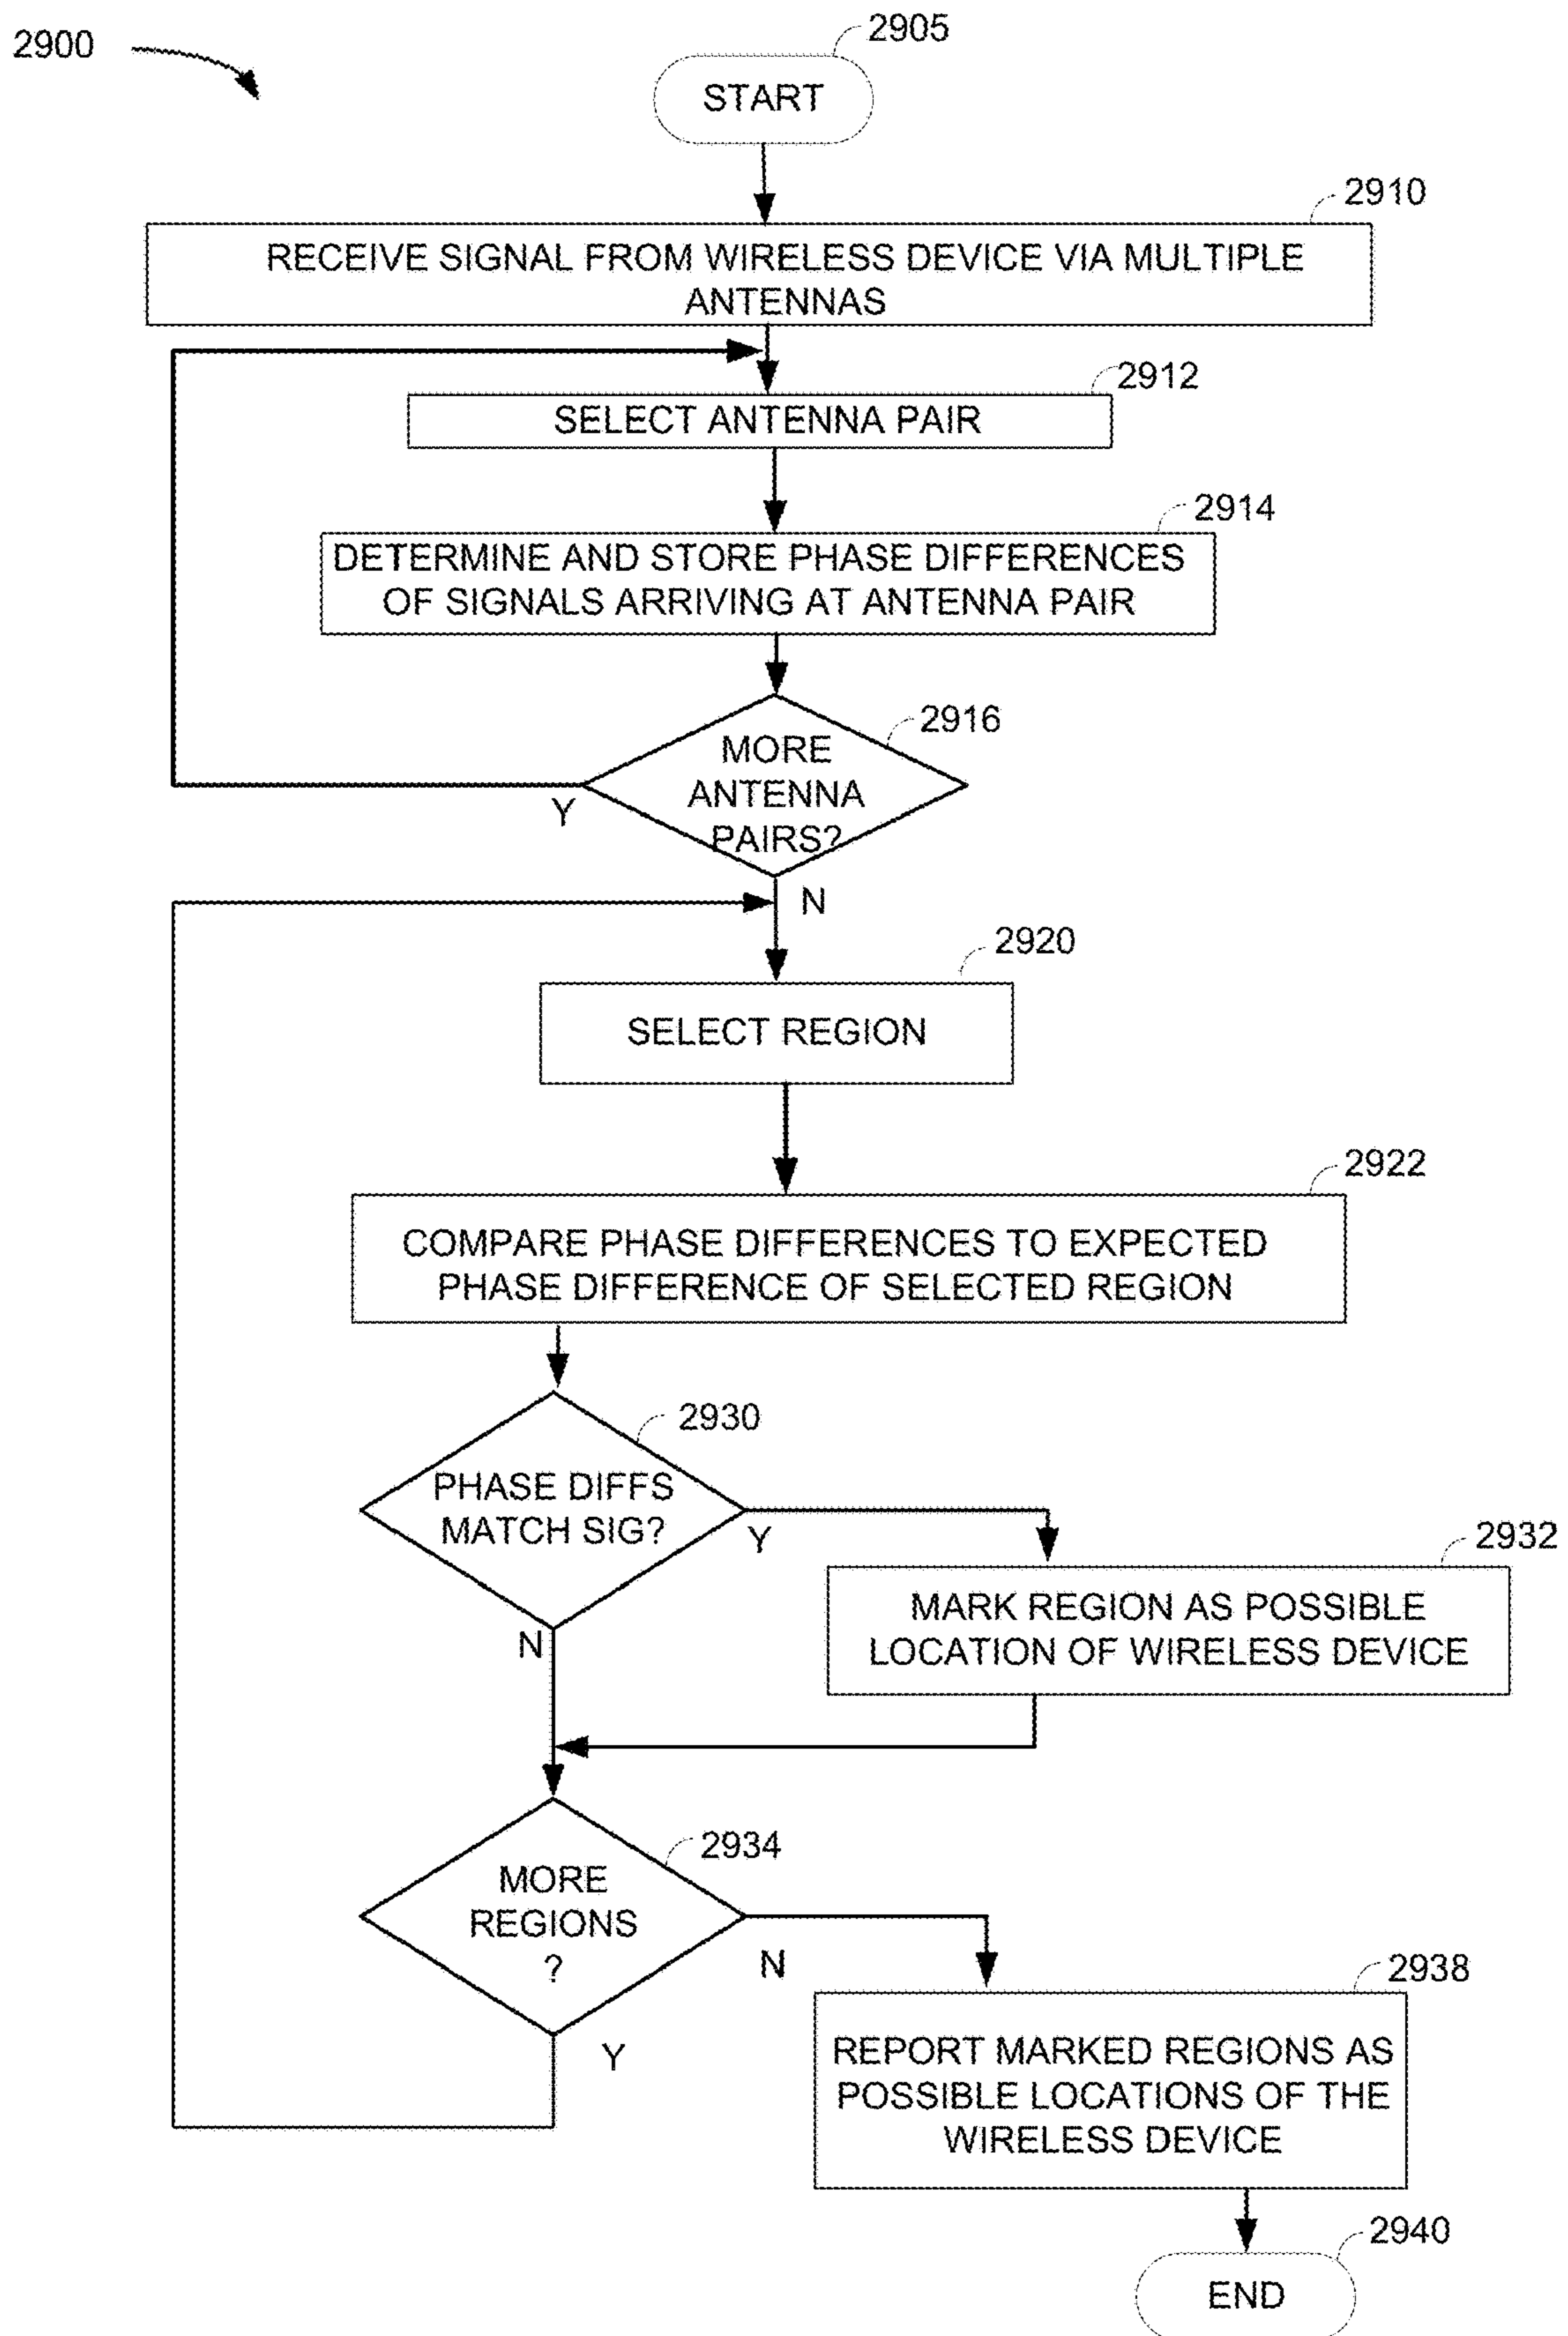 2900
2905
START
2910
RECEIVE SIGNAL FROM WIRELESS DEVICE VIA MULTIPLE
ANTENNAS
2912
SELECT ANTENNA PAIR
2914
DETERMINE AND STORE PHASE DIFFERENCES
OF SIGNALS ARRIVING AT ANTENNA PAIR
2916
MORE
ANTENNA
PAIRS?
Y
N
2920
SELECT REGION
2922
COMPARE PHASE DIFFERENCES TO EXPECTED
PHASE DIFFERENCE OF SELECTED REGION
2930
PHASE DIFFS
MATCH SIG?
Y
2932
MARK REGION AS POSSIBLE
LOCATION OF WIRELESS DEVICE
N
2934
MORE
REGIONS
?
N
2938
Y
REPORT MARKED REGIONS AS
POSSIBLE LOCATIONS OF THE
WIRELESS DEVICE
2940
END